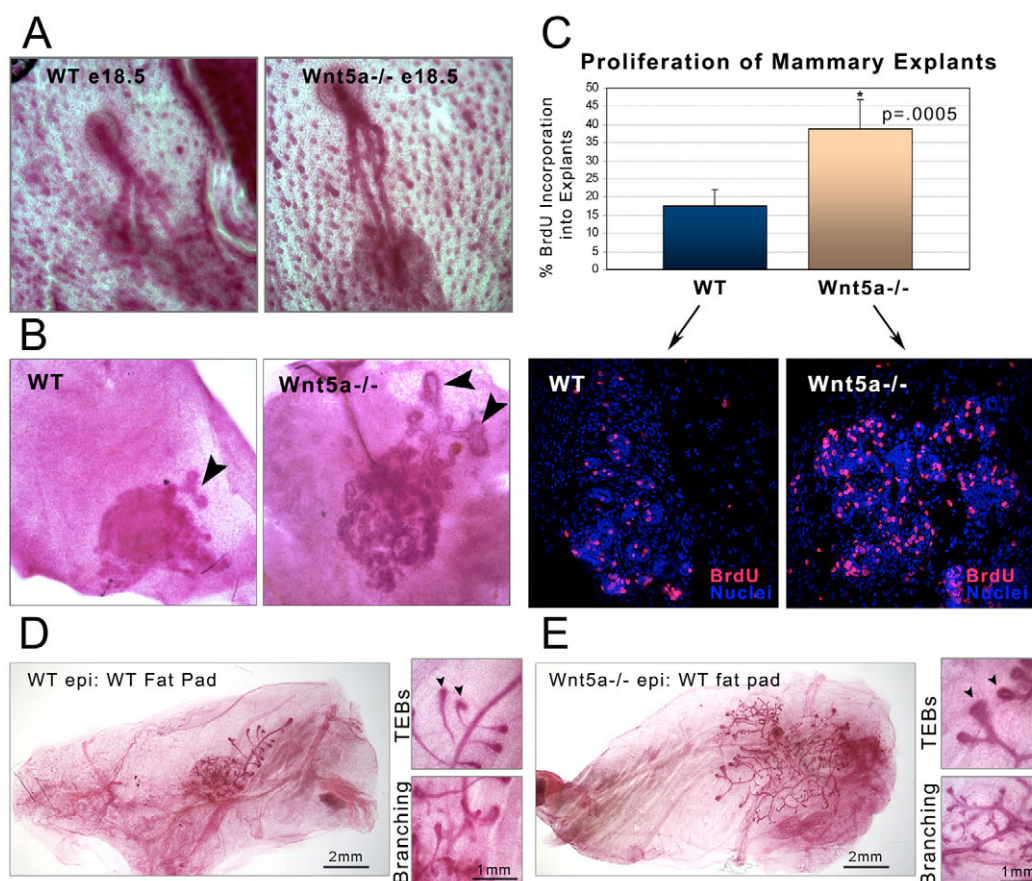 A
WT e18.5
Wnt5a-/- e18.5
B
WT
Wnt5a-/-
C
Proliferation of Mammary Explants
% BrdU Incorporation
into Explants
50
45
40
35
30
25
20
15
10
5
0
*
p=.0005
WT
Wnt5a-/-
WT
BrdU
Nuclei
Wnt5a-/-
BrdU
Nuclei
D
WT epi: WT Fat Pad
2mm
TEBs
Branching
1mm
E
Wnt5a-/- epi: WT fat pad
2mm
TEBs
Branching
1mm